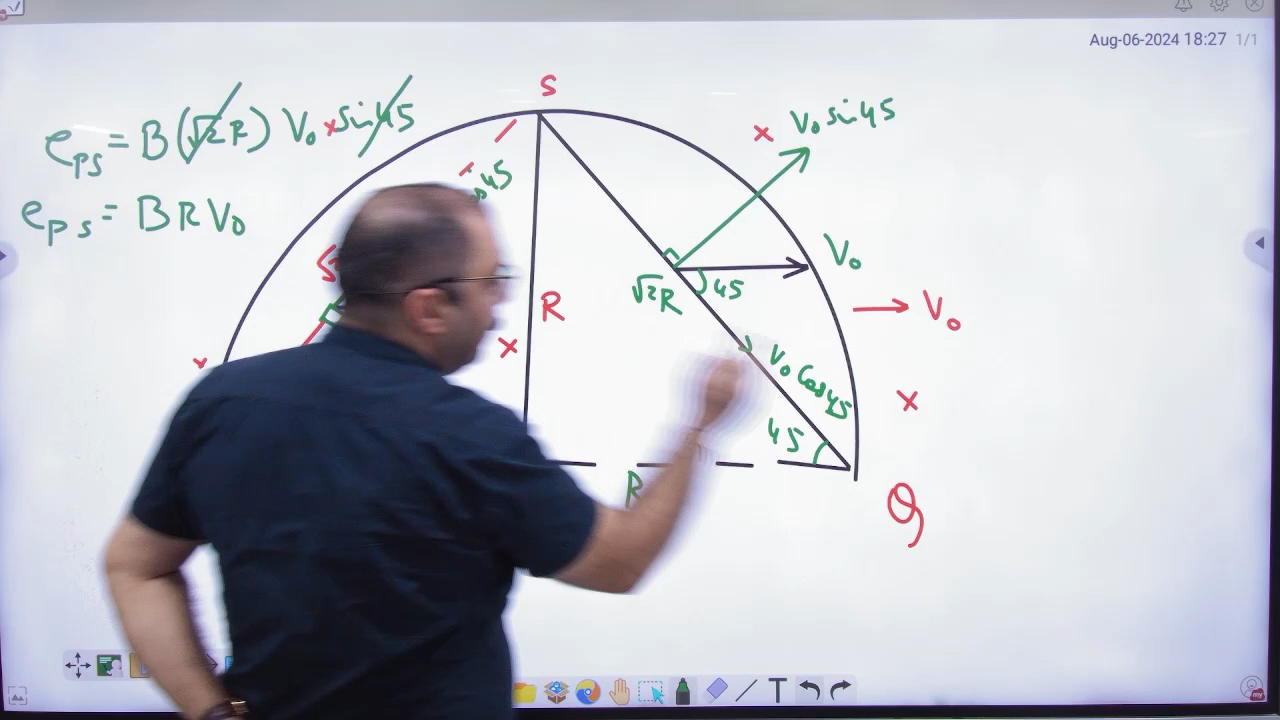 Aug-06-2024 18:27 1/1
S
e_PS = B(√2R) V₀ sin45
V₀ sin45
e_PS = BRV₀
V₀
√2R
45
R
V₀
V₀ Cos45
45
R
Q
T